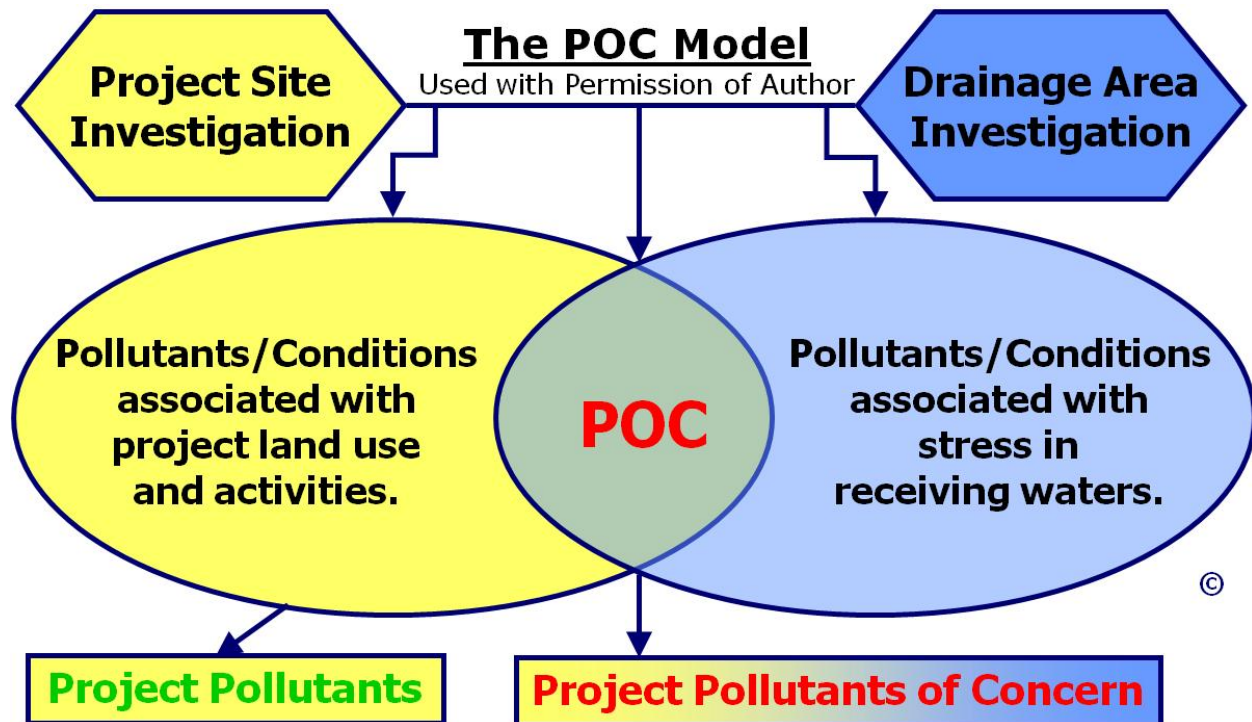 The POC Model
Used with Permission of Author
Project Site
Investigation
Drainage Area
Investigation
Pollutants/Conditions
associated with
project land use
and activities.
POC
Pollutants/Conditions
associated with
stress in
receiving waters.
©
Project Pollutants
Project Pollutants of Concern